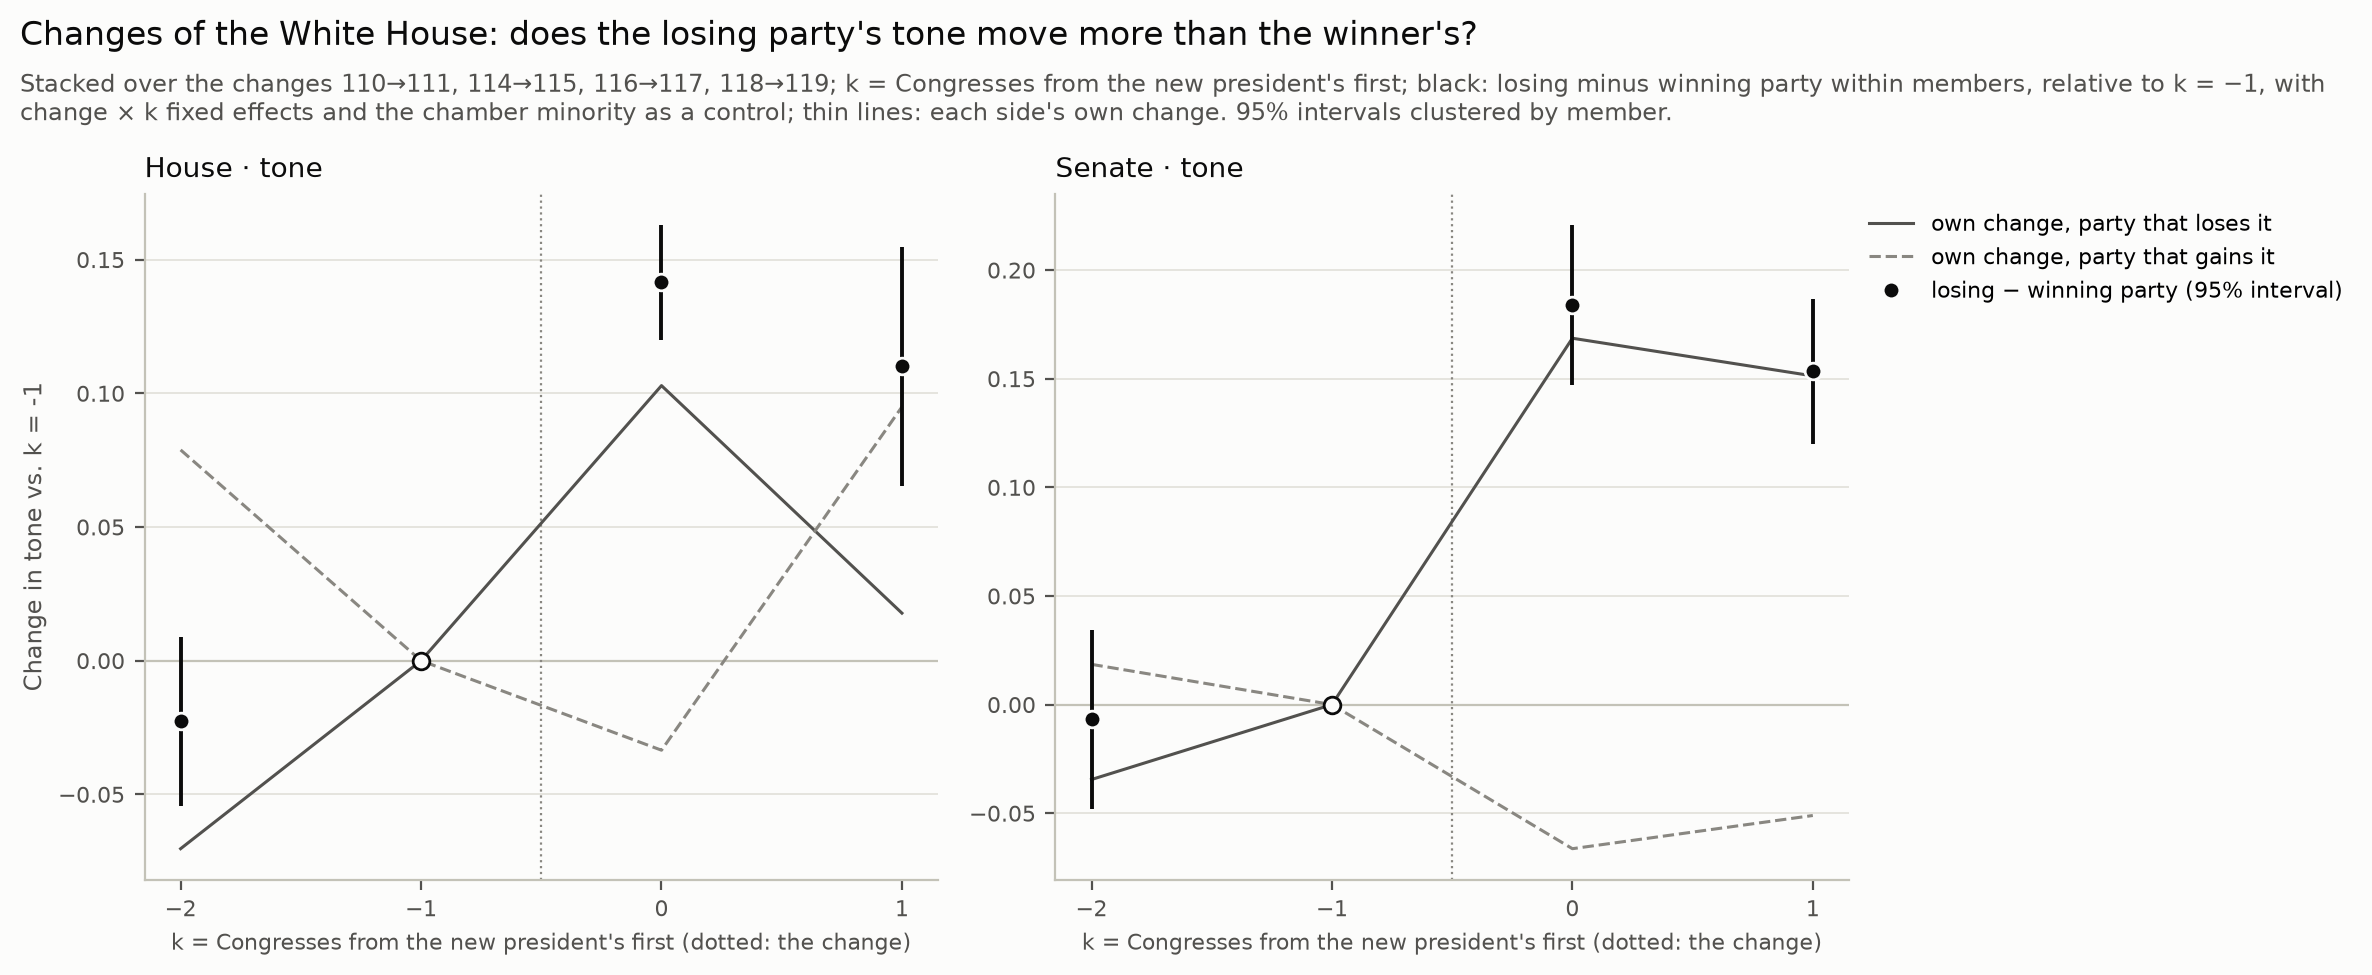 Changes of the White House: does the losing party's tone move more than the winner's?
Stacked over the changes 110→111, 114→115, 116→117, 118→119; k = Congresses from the new president's first; black: losing minus winning party within members, relative to k = −1, with
change × k fixed effects and the chamber minority as a control; thin lines: each side's own change. 95% intervals clustered by member.
House · tone
Change in tone vs. k = -1
0.15
0.10
0.05
0.00
−0.05
−2
−1
0
1
k = Congresses from the new president's first (dotted: the change)
Senate · tone
0.20
0.15
0.10
0.05
0.00
−0.05
−2
−1
0
1
k = Congresses from the new president's first (dotted: the change)
own change, party that loses it
own change, party that gains it
losing − winning party (95% interval)